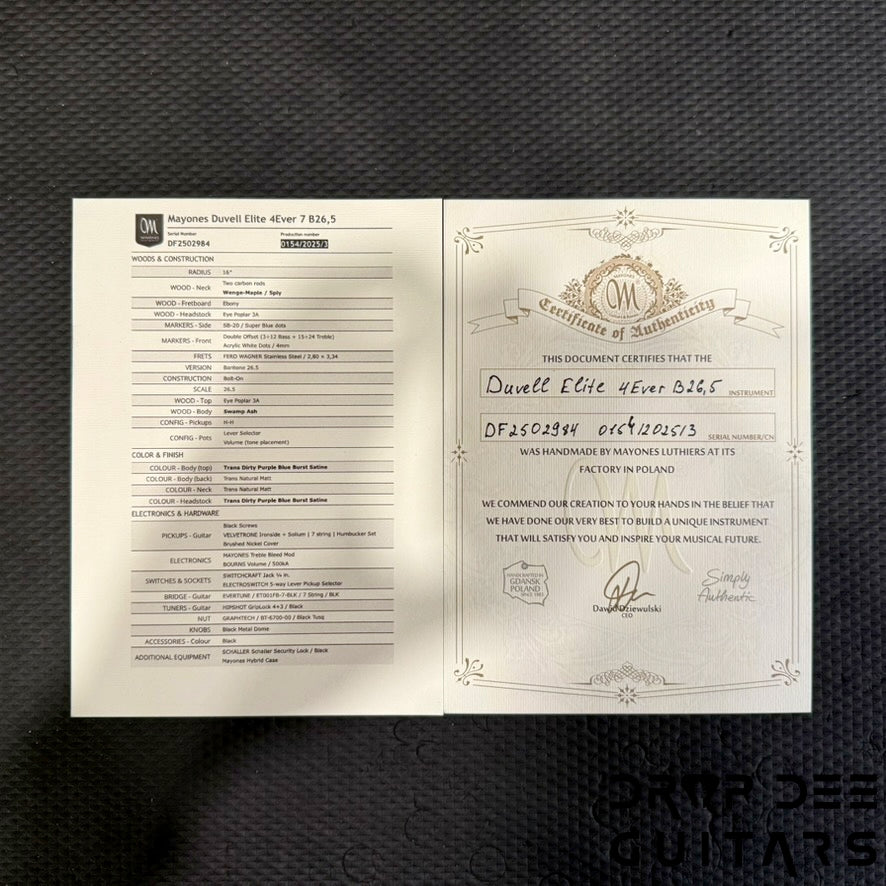 Mayones Duvell Elite 4Ever 7 B26,5
MAYONES
Serial Number Production number
DF2502984 0154/2025/3
WOODS & CONSTRUCTION
RADIUS 16"
WOOD - Neck Two carbon rods
Wenge-Maple / 5ply
WOOD - Fretboard Ebony
WOOD - Headstock Eye Poplar 3A
MARKERS - Side SB-20 / Super Blue dots
MARKERS - Front Double Offset (3÷12 Bass + 15÷24 Treble)
Acrylic White Dots / 4mm
FRETS FERD WAGNER Stainless Steel / 2,80 × 3,34
VERSION Baritone 26.5
CONSTRUCTION Bolt-On
SCALE 26.5
WOOD - Top Eye Poplar 3A
WOOD - Body Swamp Ash
CONFIG - Pickups H-H
CONFIG - Pots Lever Selector
Volume (tone placement)
COLOR & FINISH
COLOUR - Body (top) Trans Dirty Purple Blue Burst Satine
COLOUR - Body (back) Trans Natural Matt
COLOUR - Neck Trans Natural Matt
COLOUR - Headstock Trans Dirty Purple Blue Burst Satine
ELECTRONICS & HARDWARE
PICKUPS - Guitar Black Screws
VELVETRONE Ironside + Solium | 7 string | Humbucker Set
Brushed Nickel Cover
ELECTRONICS MAYONES Treble Bleed Mod
BOURNS Volume / 500kA
SWITCHES & SOCKETS SWITCHCRAFT Jack ¼ in.
ELECTROSWITCH 5-way Lever Pickup Selector
BRIDGE - Guitar EVERTUNE / ET001FB-7-BLK / 7 String / BLK
TUNERS - Guitar HIPSHOT GripLock 4+3 / Black
NUT GRAPHTECH / BT-6700-00 / Black Tusq
KNOBS Black Metal Dome
ACCESSORIES - Colour Black
ADDITIONAL EQUIPMENT SCHALLER Schaller Security Lock / Black
Mayones Hybrid Case
MAYONES
Certificate of Authenticity
THIS DOCUMENT CERTIFIES THAT THE
Duvell Elite 4Ever B26,5 INSTRUMENT
DF2502984 0154/2025/3 SERIAL NUMBER/CN
WAS HANDMADE BY MAYONES LUTHIERS AT ITS
FACTORY IN POLAND
WE COMMEND OUR CREATION TO YOUR HANDS IN THE BELIEF THAT
WE HAVE DONE OUR VERY BEST TO BUILD A UNIQUE INSTRUMENT
THAT WILL SATISFY YOU AND INSPIRE YOUR MUSICAL FUTURE.
HANDCRAFTED IN
GDANSK
POLAND
SINCE 1982
Dawid Dziewulski
CEO
Simply
Authentic
DROP DEE
GUITARS